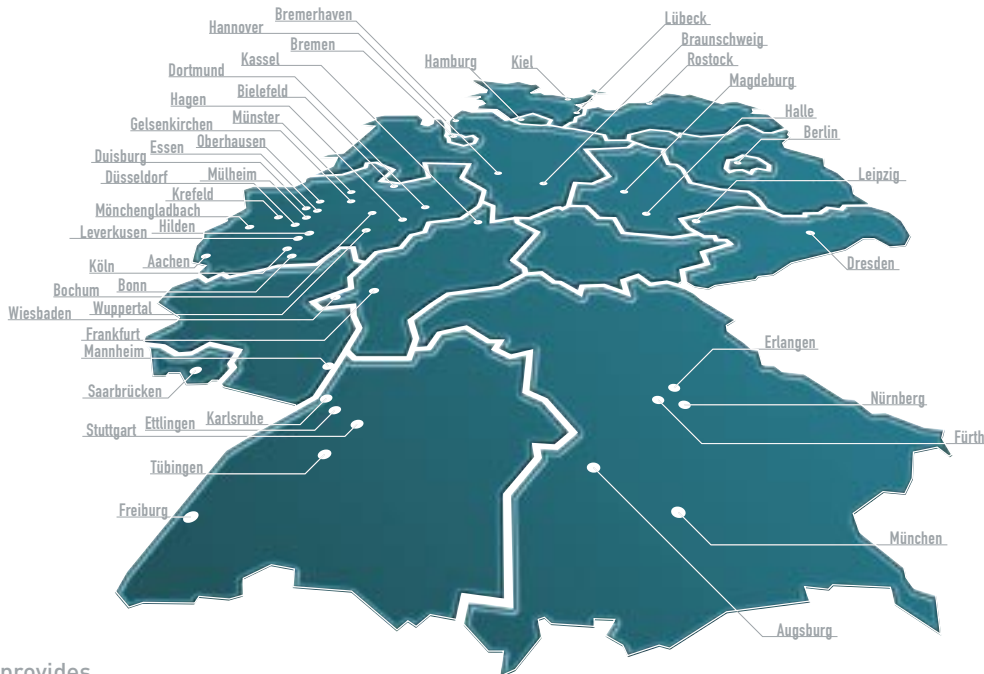 Bremerhaven
Lübeck
Hannover
Braunschweig
Bremen
Rostock
Kassel
Hamburg
Kiel
Dortmund
Magdeburg
Bielefeld
Hagen
Halle
Münster
Gelsenkirchen
Berlin
Oberhausen
Essen
Duisburg
Leipzig
Mülheim
Düsseldorf
Krefeld
Mönchengladbach
Hilden
Leverkusen
Aachen
Köln
Dresden
Bonn
Bochum
Wuppertal
Wiesbaden
Frankfurt
Erlangen
Mannheim
Saarbrücken
Nürnberg
Karlsruhe
Ettlingen
Stuttgart
Fürth
Tübingen
Freiburg
München
Augsburg
provides